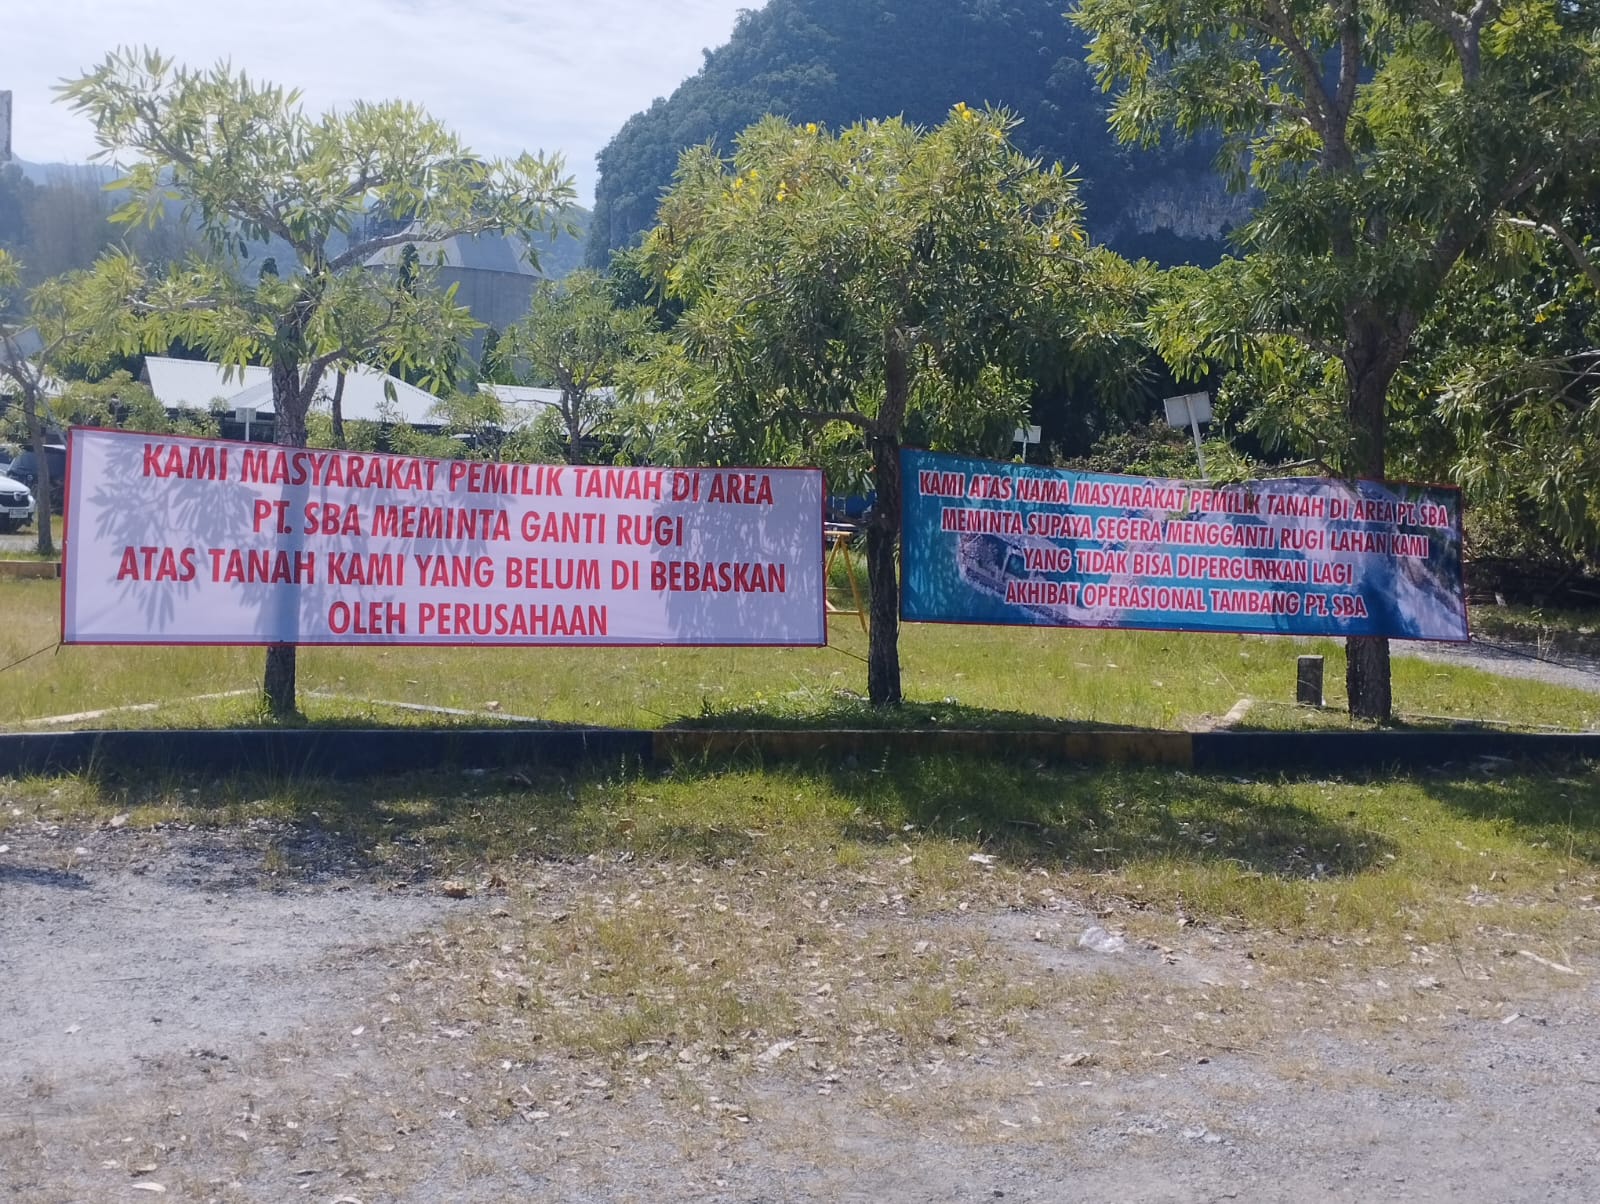 KAMI MASYARAKAT PEMILIK TANAH DI AREA
PT. SBA MEMINTA GANTI RUGI
ATAS TANAH KAMI YANG BELUM DI BEBASKAN
OLEH PERUSAHAAN
KAMI ATAS NAMA MASYARAKAT PEMILIK TANAH DI AREA PT. SBA
MEMINTA SUPAYA SEGERA MENGGANTI RUGI LAHAN KAMI
YANG TIDAK BISA DIPERGUNKAN LAGI
AKHIBAT OPERASIONAL TAMBANG PT. SBA